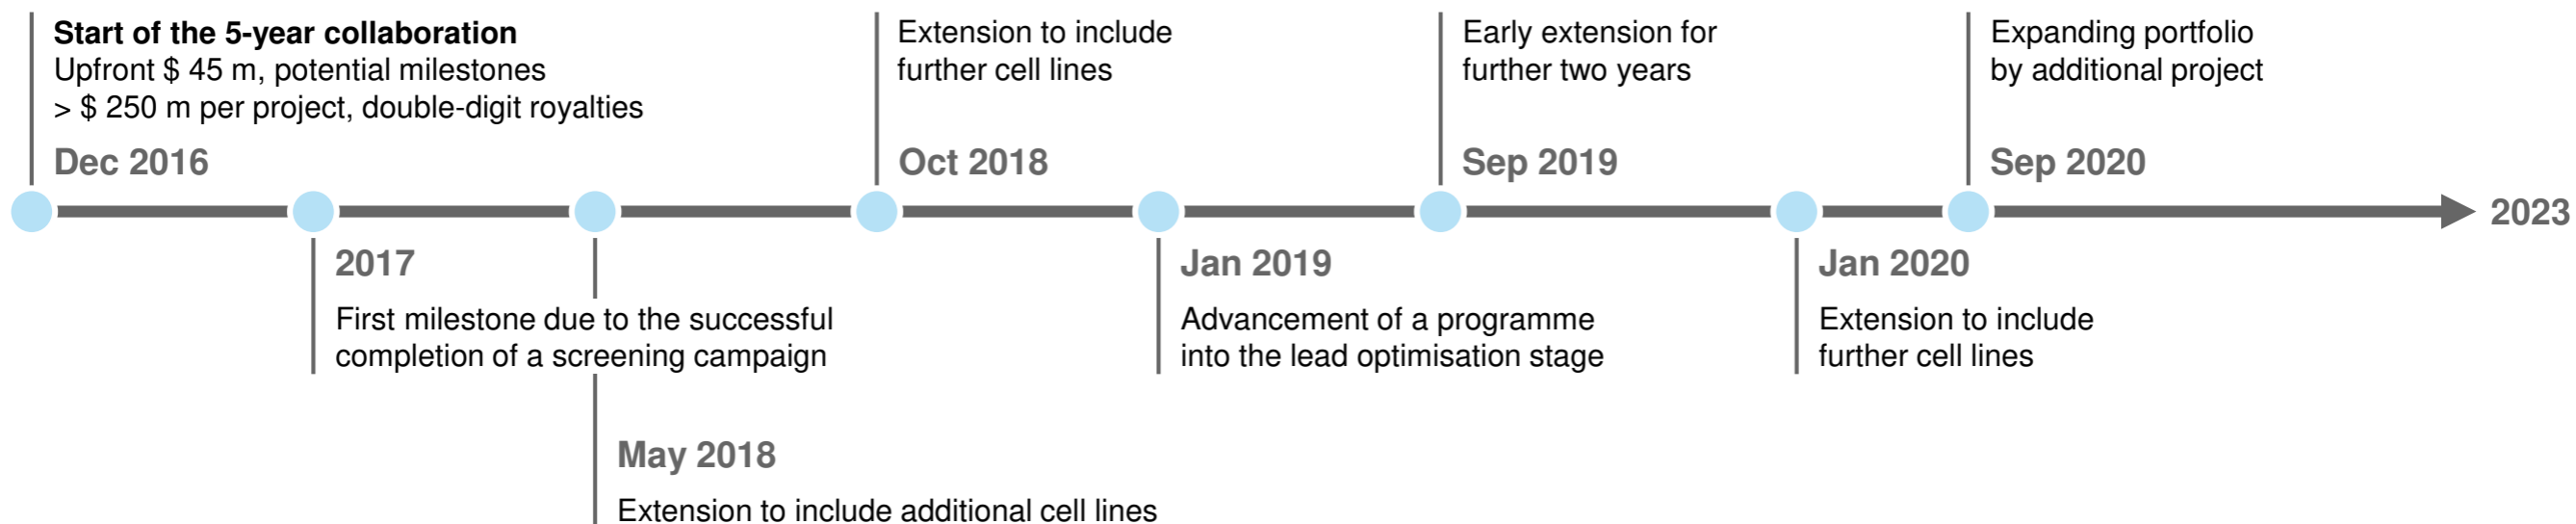 Start of the 5-year collaboration
Upfront $ 45 m, potential milestones
> $ 250 m per project, double-digit royalties
Dec 2016
2017
First milestone due to the successful
completion of a screening campaign
May 2018
Extension to include additional cell lines
Extension to include
further cell lines
Oct 2018
Jan 2019
Advancement of a programme
into the lead optimisation stage
Early extension for
further two years
Sep 2019
Jan 2020
Extension to include
further cell lines
Expanding portfolio
by additional project
Sep 2020
2023